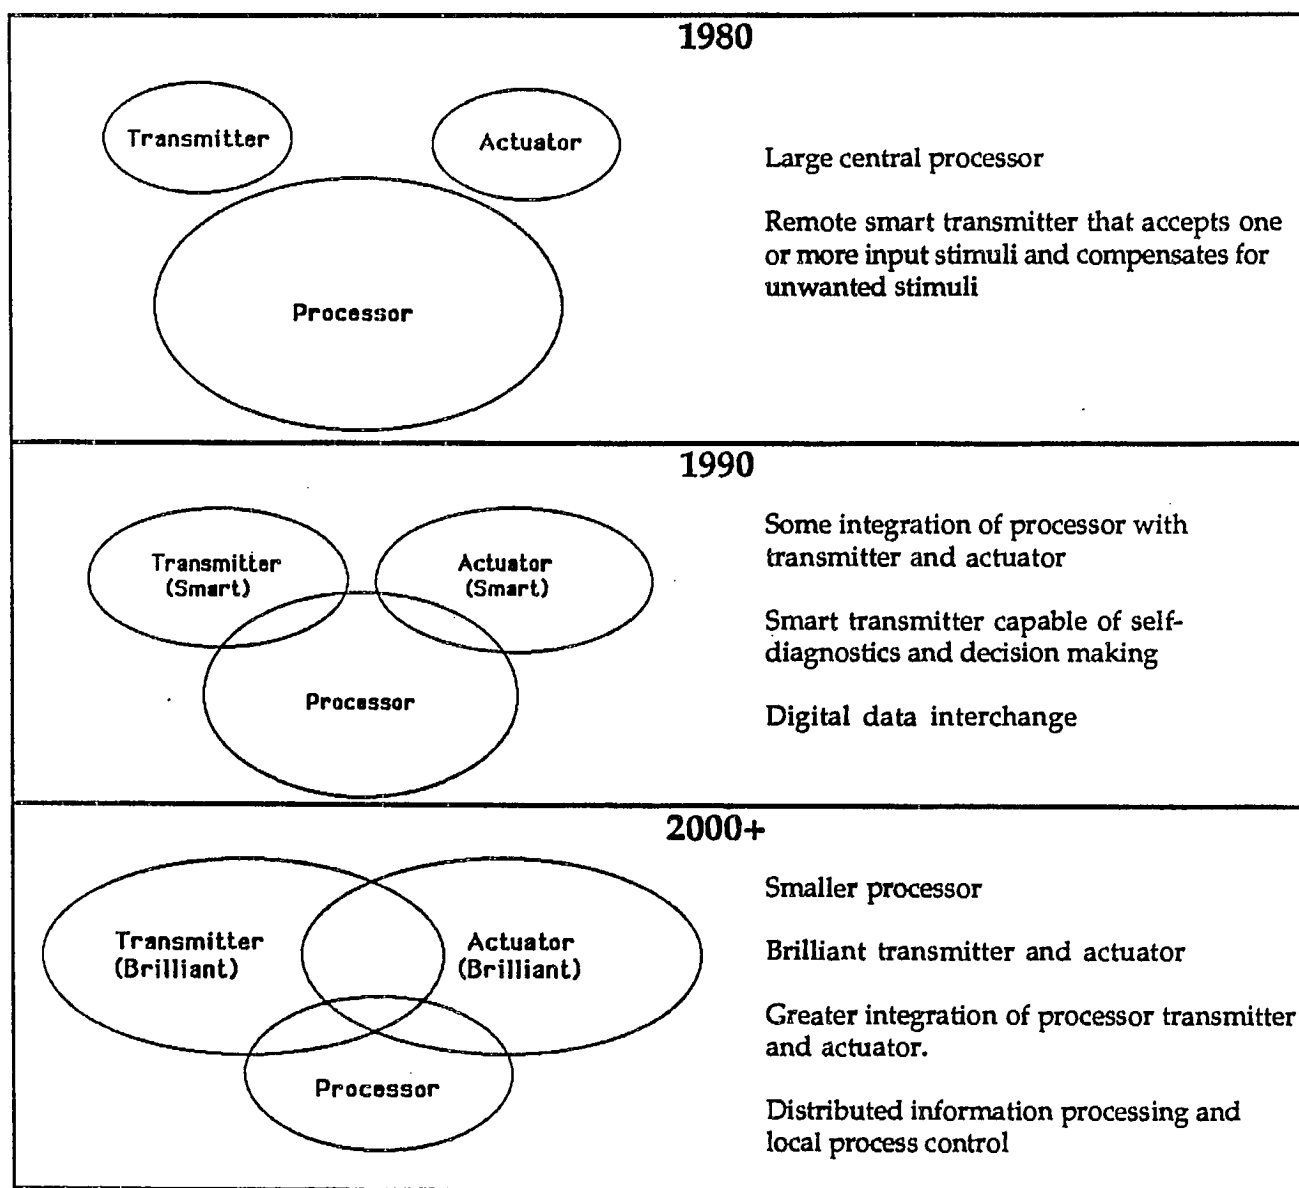 1980
Transmitter
Actuator
Processor
Large central processor
Remote smart transmitter that accepts one
or more input stimuli and compensates for
unwanted stimuli
1990
Transmitter
(Smart)
Actuator
(Smart)
Processor
Some integration of processor with
transmitter and actuator
Smart transmitter capable of self-
diagnostics and decision making
Digital data interchange
2000+
Transmitter
(Brilliant)
Actuator
(Brilliant)
Processor
Smaller processor
Brilliant transmitter and actuator
Greater integration of processor transmitter
and actuator.
Distributed information processing and
local process control